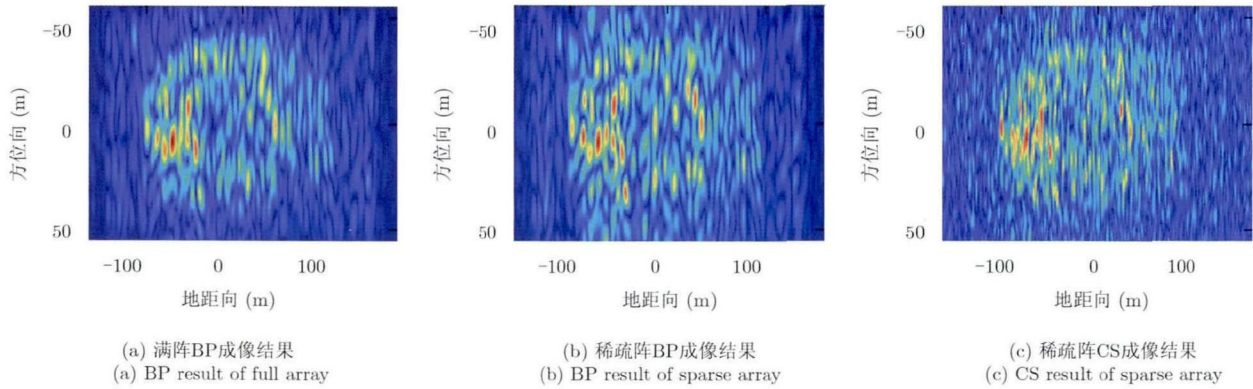 -50
0
50
方位向 (m)
-100
0
100
地距向 (m)
(a) 满阵BP成像结果
(a) BP result of full array
-50
0
50
方位向 (m)
-100
0
100
地距向 (m)
(b) 稀疏阵BP成像结果
(b) BP result of sparse array
-50
0
50
方位向 (m)
-100
0
100
地距向 (m)
(c) 稀疏阵CS成像结果
(c) CS result of sparse array